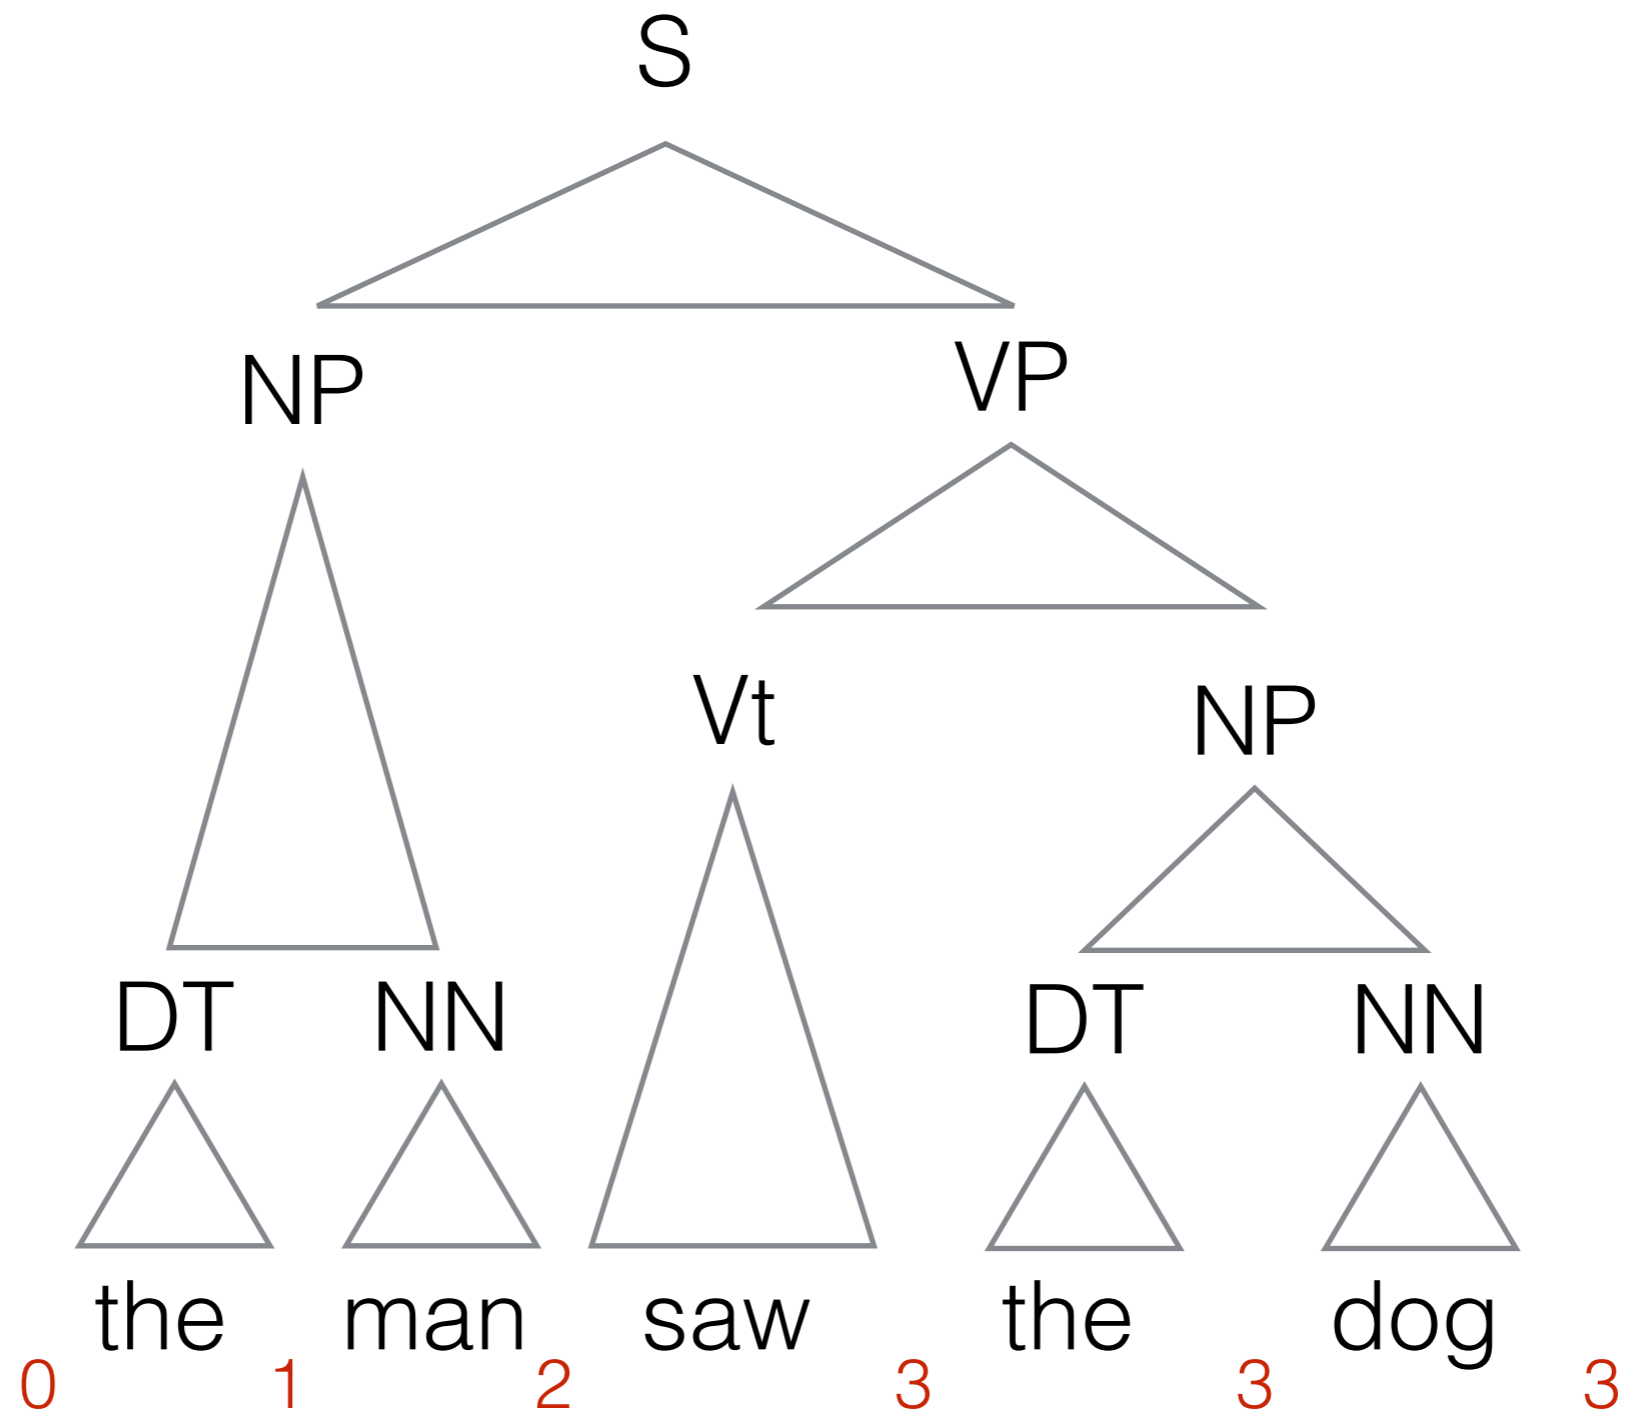 S
NP VP
Vt NP
DT NN DT NN
the man saw the dog
0 1 2 3 3 3